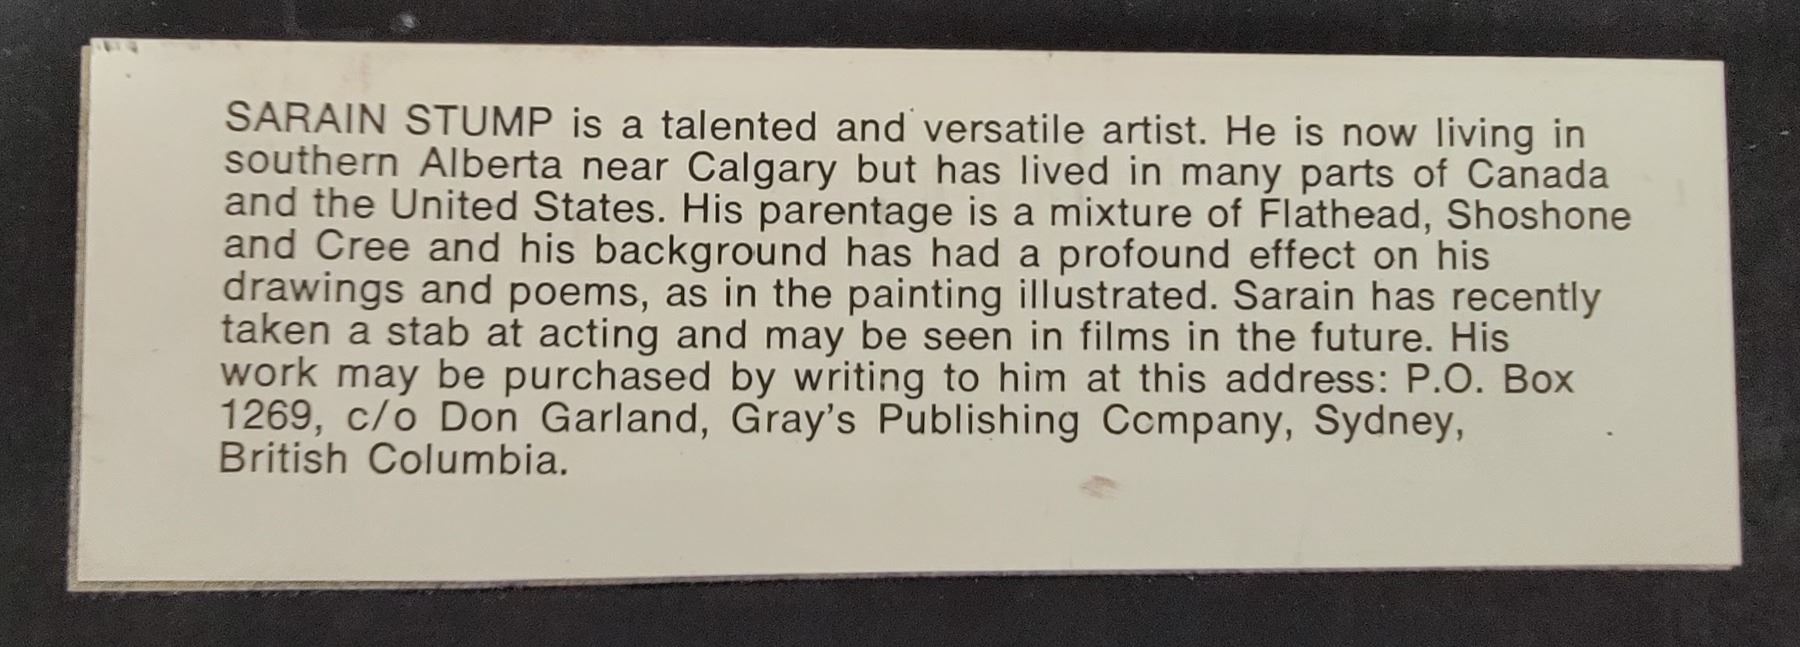 SARAIN STUMP is a talented and versatile artist. He is now living in
southern Alberta near Calgary but has lived in many parts of Canada
and the United States. His parentage is a mixture of Flathead, Shoshone
and Cree and his background has had a profound effect on his
drawings and poems, as in the painting illustrated. Sarain has recently
taken a stab at acting and may be seen in films in the future. His
work may be purchased by writing to him at this address: P.O. Box
1269, c/o Don Garland, Gray's Publishing Ccmpany, Sydney,
British Columbia.